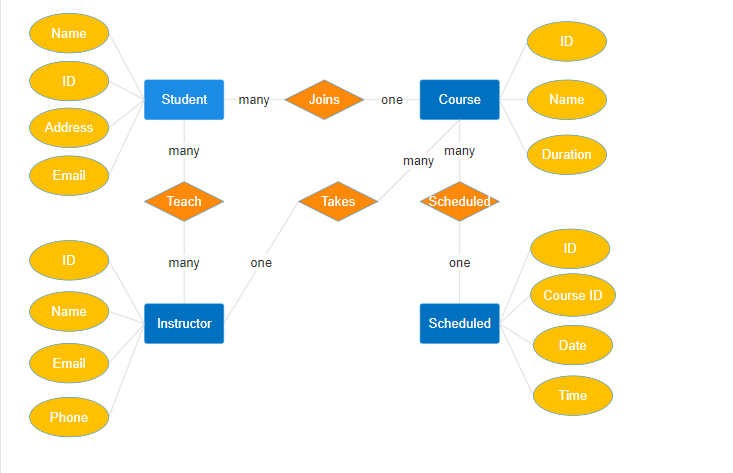 Name
ID
Address
Email
Student
many
Joins
one
Course
ID
Name
Duration
many
many
many
Teach
Takes
Scheduled
many
one
one
ID
Name
Email
Phone
Instructor
Scheduled
ID
Course ID
Date
Time